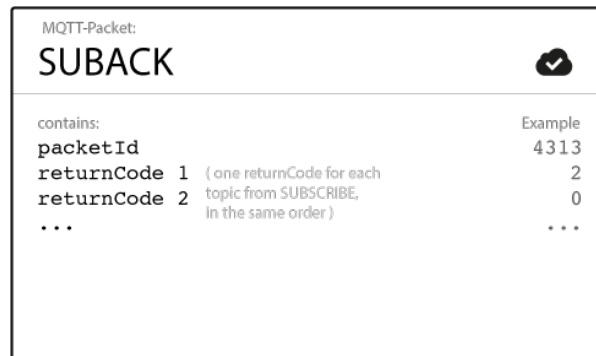 MQTT-Packet:
SUBACK
contains: Example
packetId 4313
returnCode 1 (one returnCode for each 2
returnCode 2 topic from SUBSCRIBE, 0
in the same order)
... ...